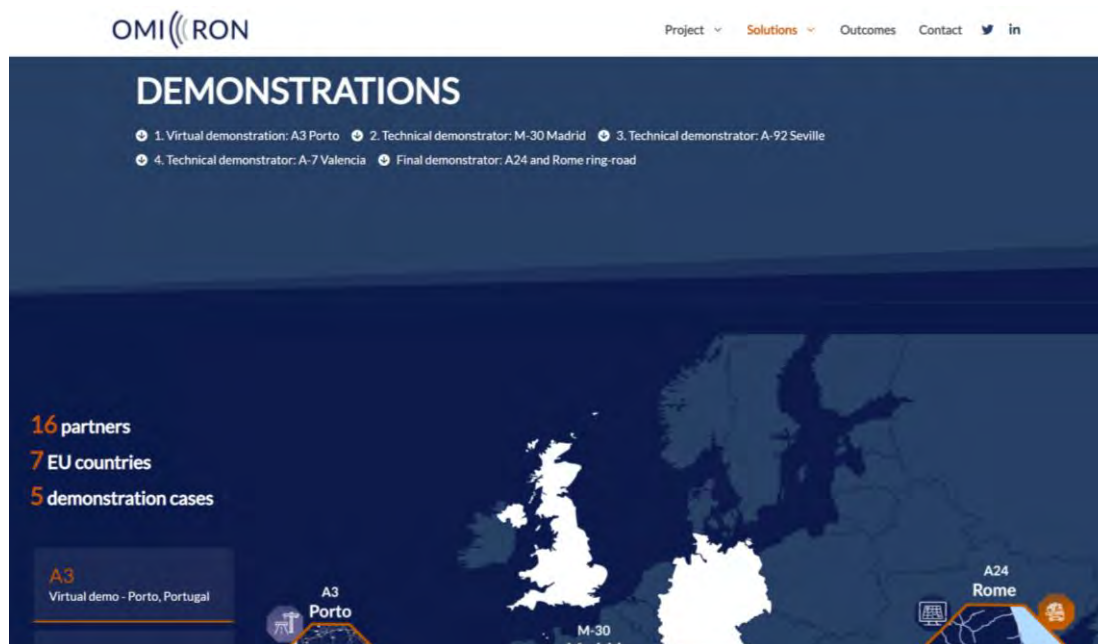 OMICRON
Project Solutions Outcomes Contact in
DEMONSTRATIONS
1. Virtual demonstration: A3 Porto 2. Technical demonstrator: M-30 Madrid 3. Technical demonstrator: A-92 Seville
4. Technical demonstrator: A-7 Valencia Final demonstrator: A24 and Rome ring-road
16 partners
7 EU countries
5 demonstration cases
A3
Virtual demo - Porto, Portugal
A3
Porto
M-30
A24
Rome